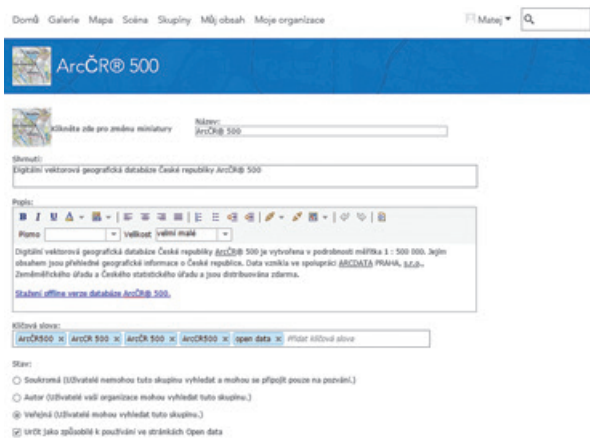 Domů Galerie Mapa Scéna Skupiny Můj obsah Moje organizace Matej
ArcČR® 500
Klikněte zde pro změnu miniatury
Název:
ArcČR® 500
Shrnutí:
Digitální vektorová geografická databáze České republiky ArcČR® 500
Popis:
B I U A
Písmo Velikost velmi malé
Digitální vektorová geografická databáze České republiky ArcČR® 500 je vytvořena v podrobnosti měřítka 1 : 500 000. Jejím
obsahem jsou přehledné geografické informace o České republice. Data vznikla ve spolupráci ARCDATA PRAHA, s.r.o.,
Zeměměřického úřadu a Českého statistického úřadu a jsou distribuována zdarma.
Stažení offline verze databáze ArcČR® 500.
Klíčová slova:
ArcČR500 x ArcCR 500 x ArcČR 500 x ArcCR500 x open data x Přidat klíčová slova
Stav:
Soukromá (Uživatelé nemohou tuto skupinu vyhledat a mohou se připojit pouze na pozvání.)
Autor (Uživatelé vaší organizace mohou vyhledat tuto skupinu.)
Veřejná (Uživatelé mohou vyhledat tuto skupinu.)
Určit jako způsobilé k používání ve stránkách Open data